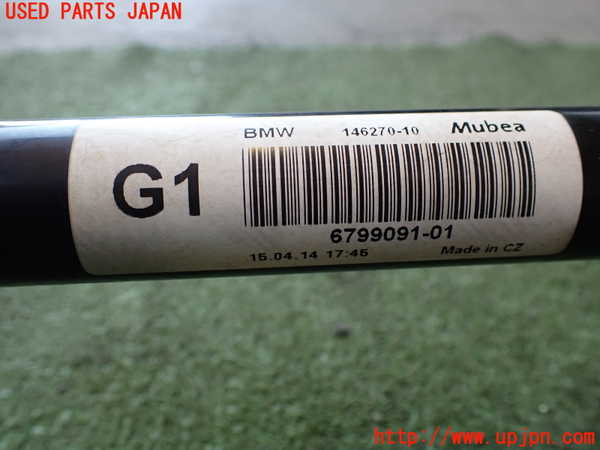 USED PARTS JAPAN
BMW 146270-10 Mubea
G1
6799091-01
15.04.14 17:45 Made in CZ
http://www.upjpn.com/